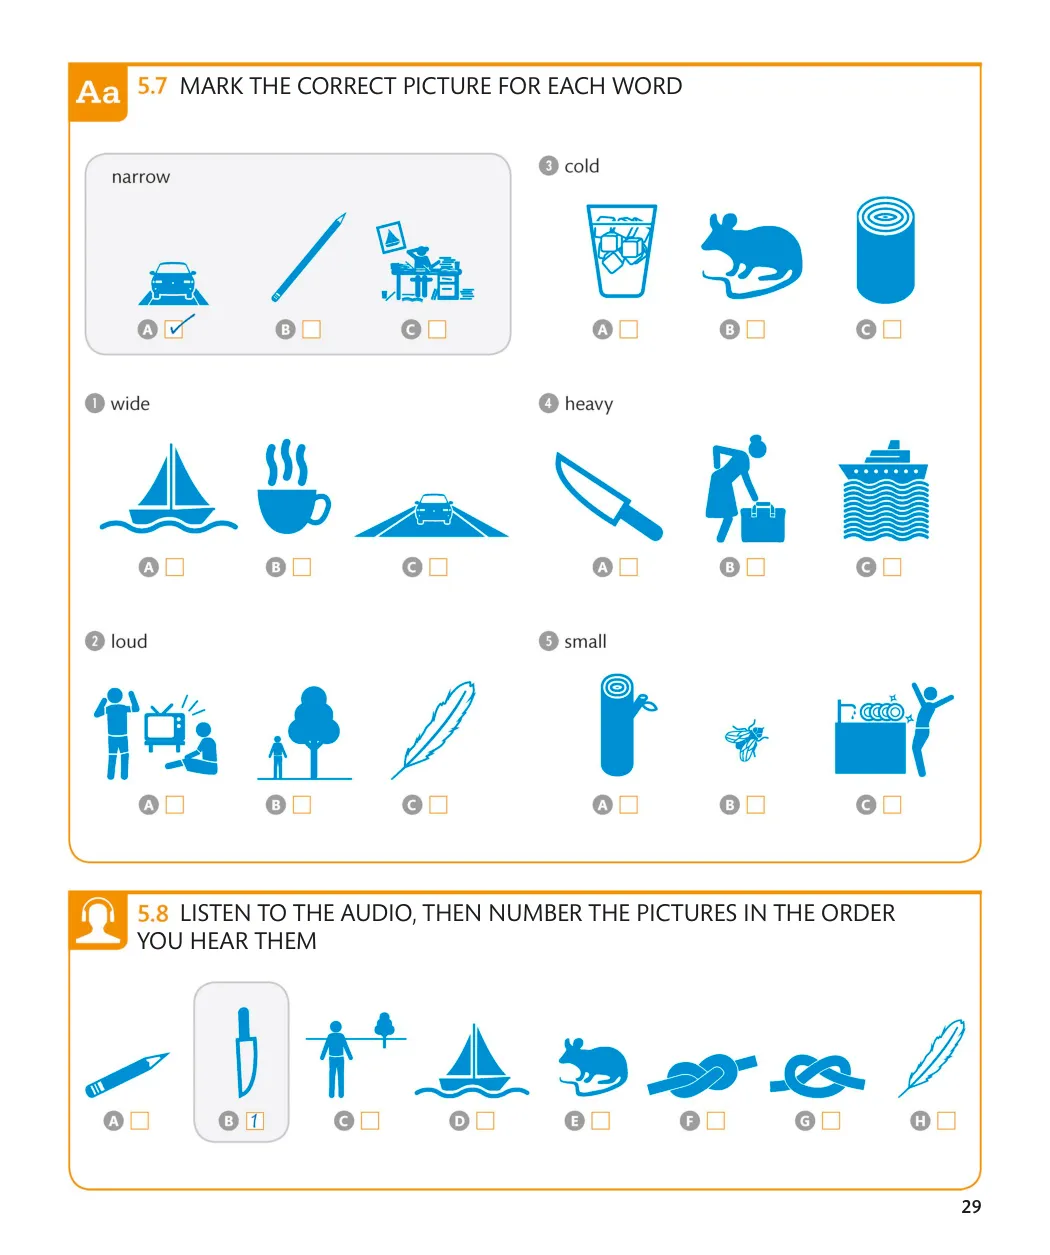 Aa 5.7 MARK THE CORRECT PICTURE FOR EACH WORD
narrow
A B C
1 wide
A B C
2 loud
A B C
3 cold
A B C
4 heavy
A B C
5 small
A B C
5.8 LISTEN TO THE AUDIO, THEN NUMBER THE PICTURES IN THE ORDER
YOU HEAR THEM
A B 1 C D E F G H
29